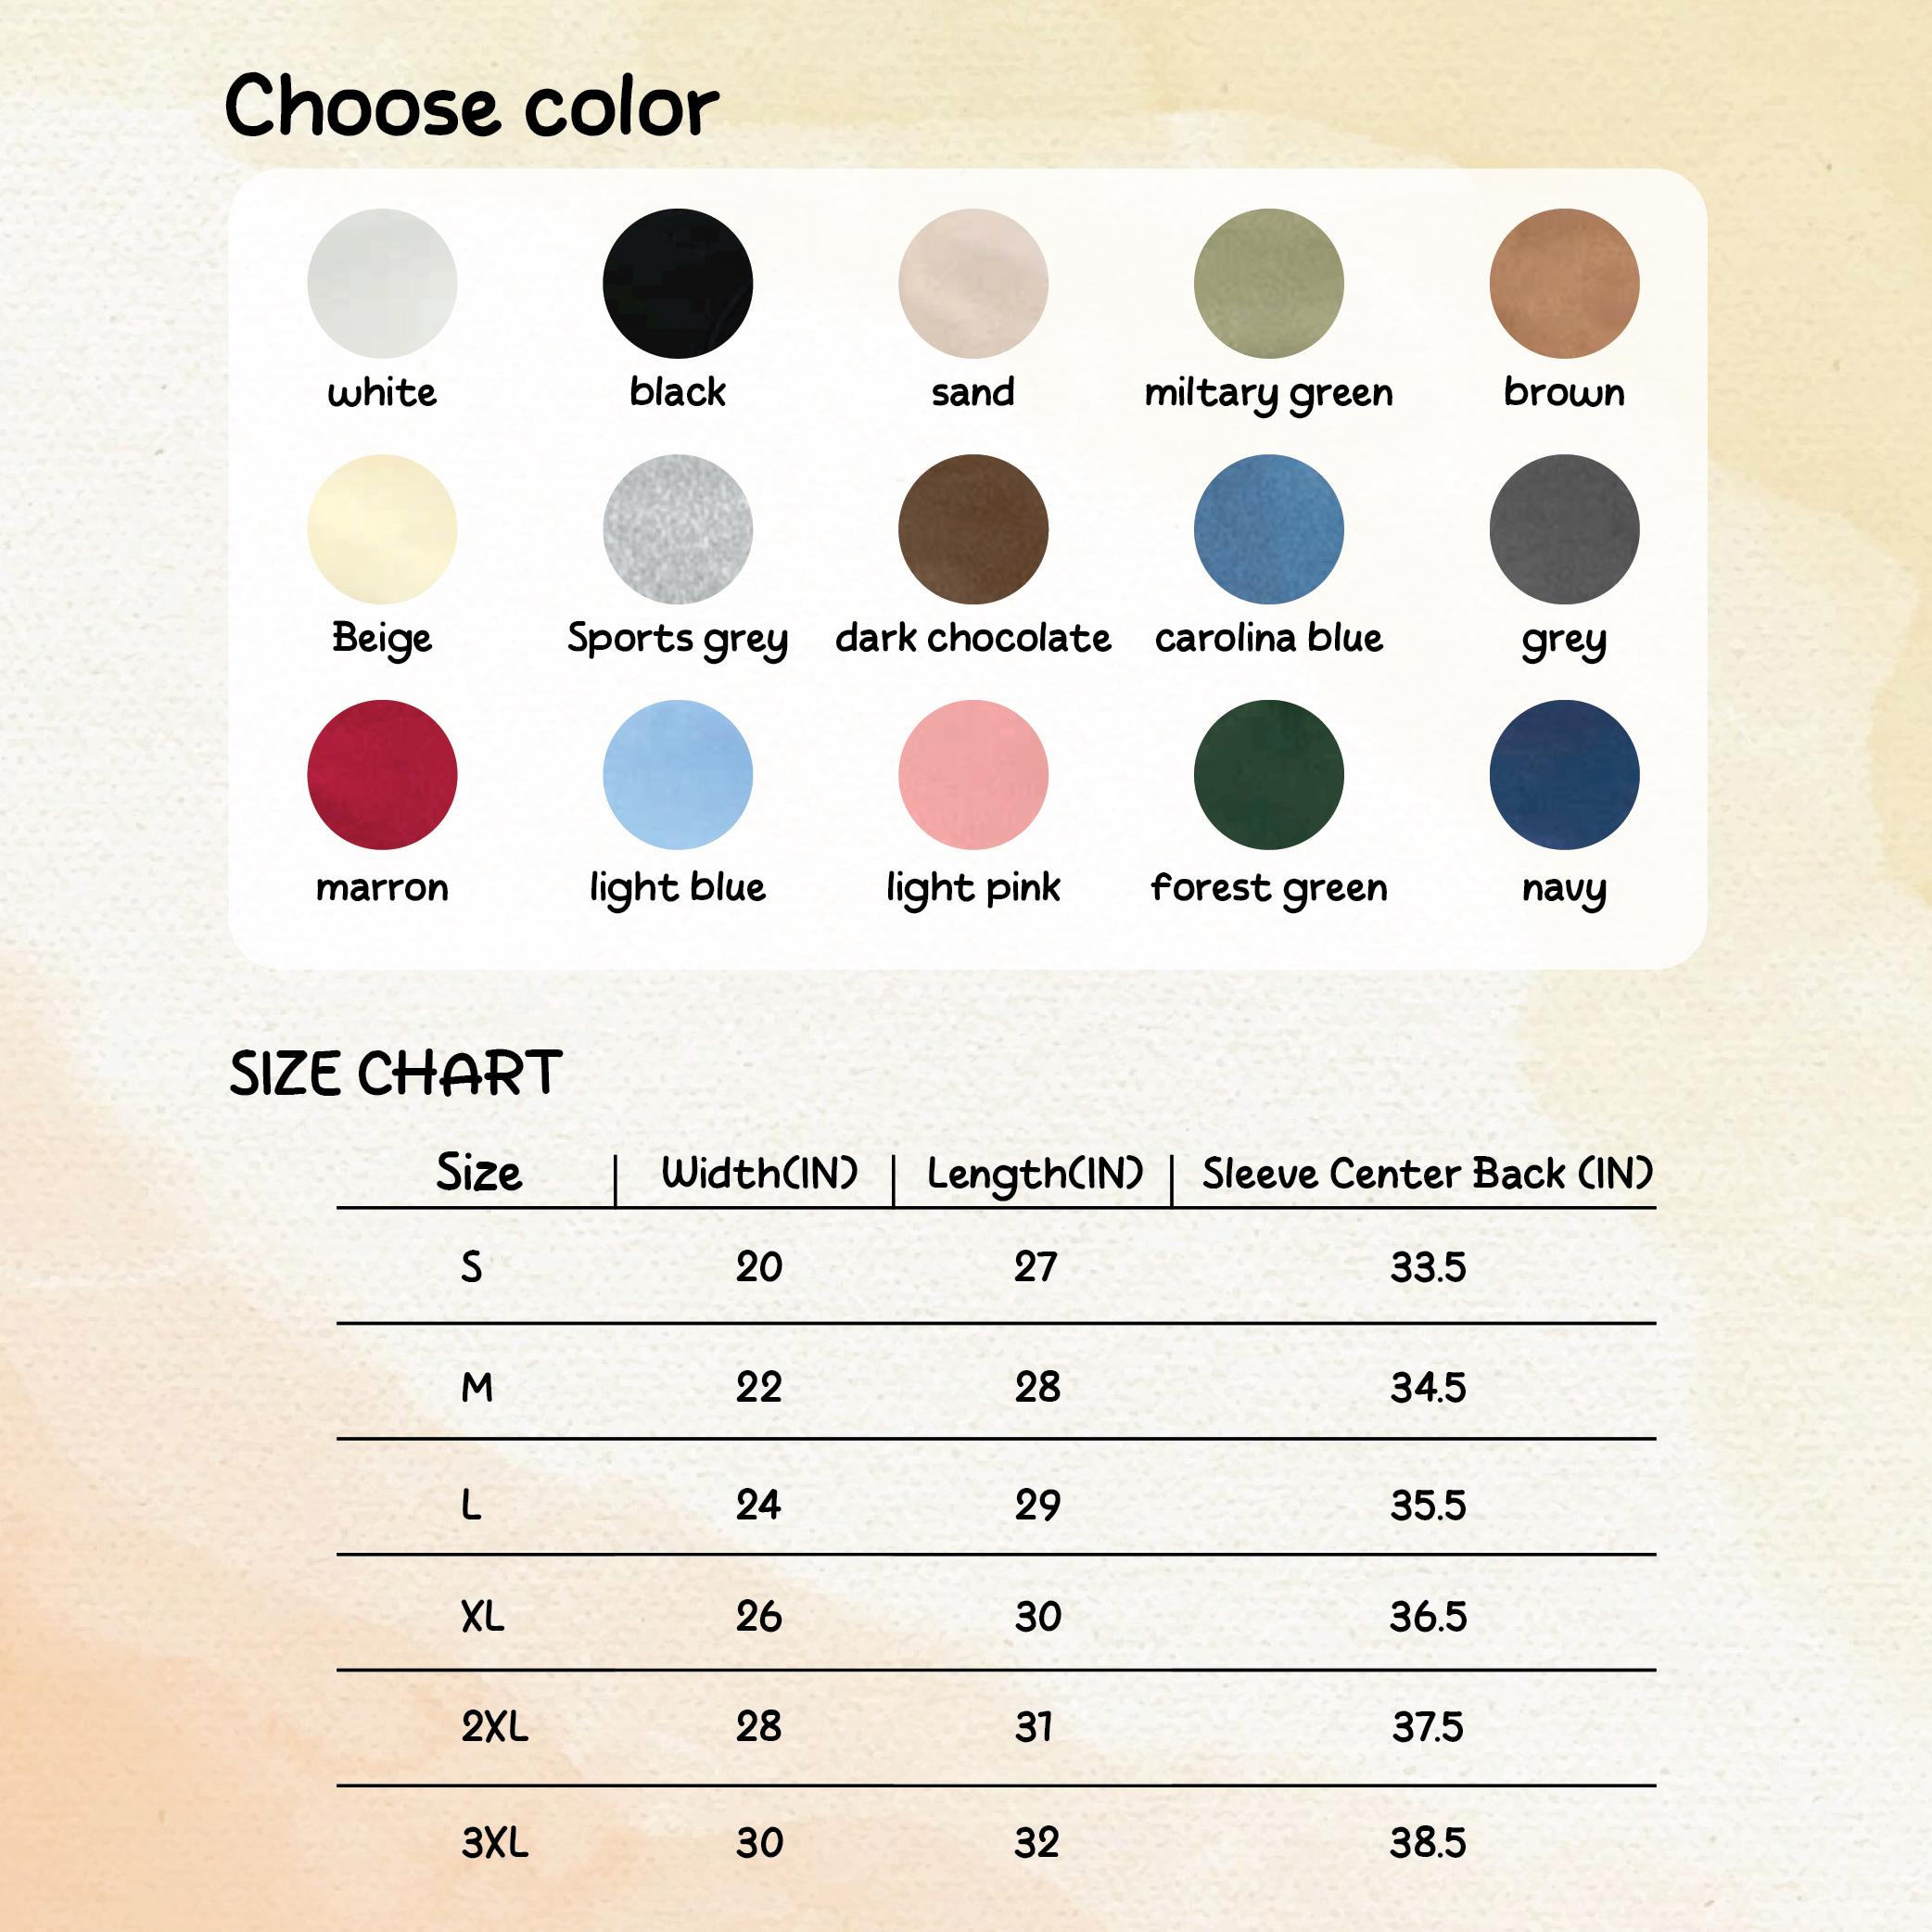 Choose color
white black sand miltary green brown
Beige Sports grey dark chocolate carolina blue grey
marron light blue light pink forest green navy
SIZE CHART
Size Width(IN) Length(IN) Sleeve Center Back (IN)
S 20 27 33.5
M 22 28 34.5
L 24 29 35.5
XL 26 30 36.5
2XL 28 31 37.5
3XL 30 32 38.5